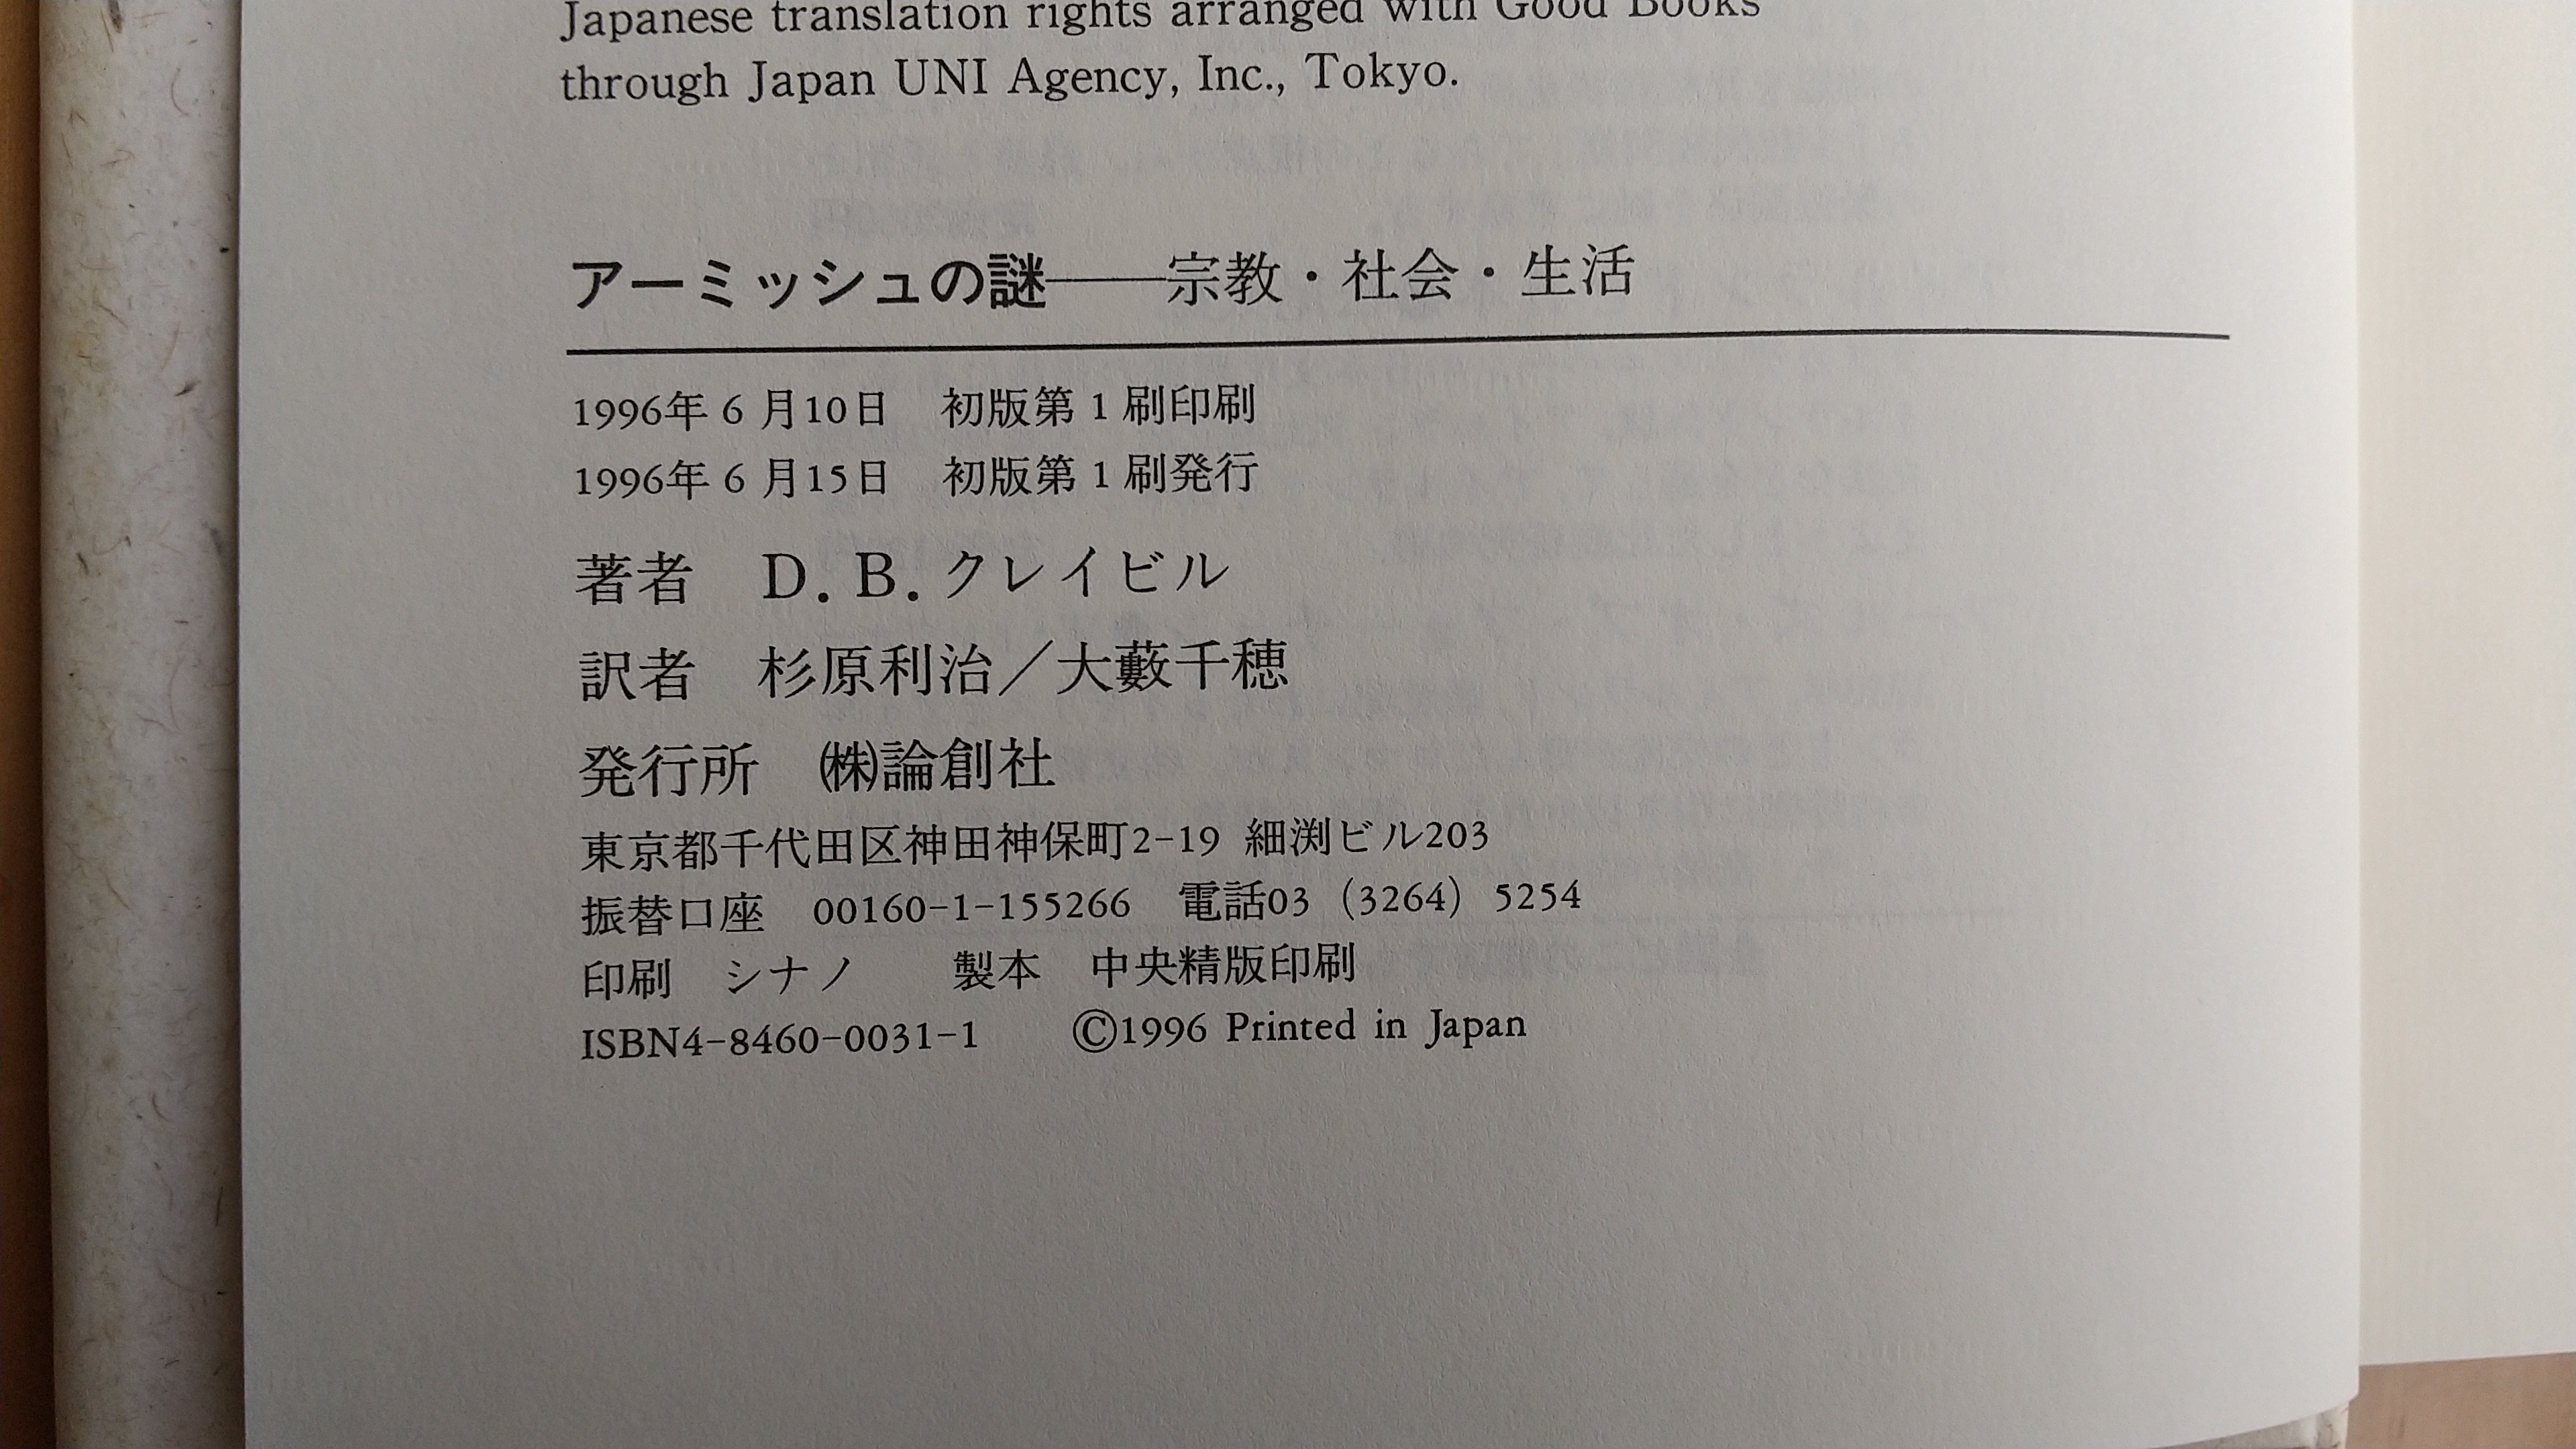 Japanese translation rights arranged with Good Books
through Japan UNI Agency, Inc., Tokyo.
アーミッシュの謎――宗教・社会・生活
1996年6月10日　初版第1刷印刷
1996年6月15日　初版第1刷発行
著者　D. B. クレイビル
訳者　杉原利治／大藪千穂
発行所　㈱論創社
東京都千代田区神田神保町2-19 細渕ビル203
振替口座　00160-1-155266　電話03（3264）5254
印刷　シナノ　　製本　中央精版印刷
ISBN4-8460-0031-1　　©1996 Printed in Japan